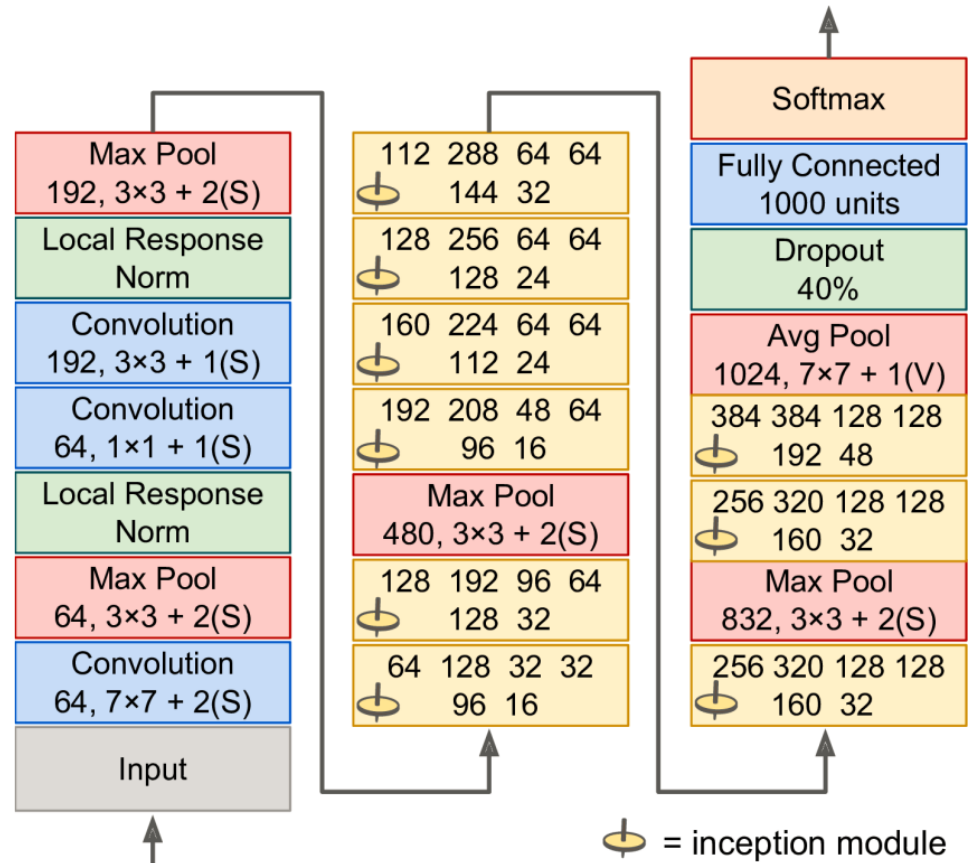 Max Pool
192, 3×3 + 2(S)
Local Response
Norm
Convolution
192, 3×3 + 1(S)
Convolution
64, 1×1 + 1(S)
Local Response
Norm
Max Pool
64, 3×3 + 2(S)
Convolution
64, 7×7 + 2(S)
Input
112 288 64 64
144 32
128 256 64 64
128 24
160 224 64 64
112 24
192 208 48 64
96 16
Max Pool
480, 3×3 + 2(S)
128 192 96 64
128 32
64 128 32 32
96 16
Softmax
Fully Connected
1000 units
Dropout
40%
Avg Pool
1024, 7×7 + 1(V)
384 384 128 128
192 48
256 320 128 128
160 32
Max Pool
832, 3×3 + 2(S)
256 320 128 128
160 32
= inception module